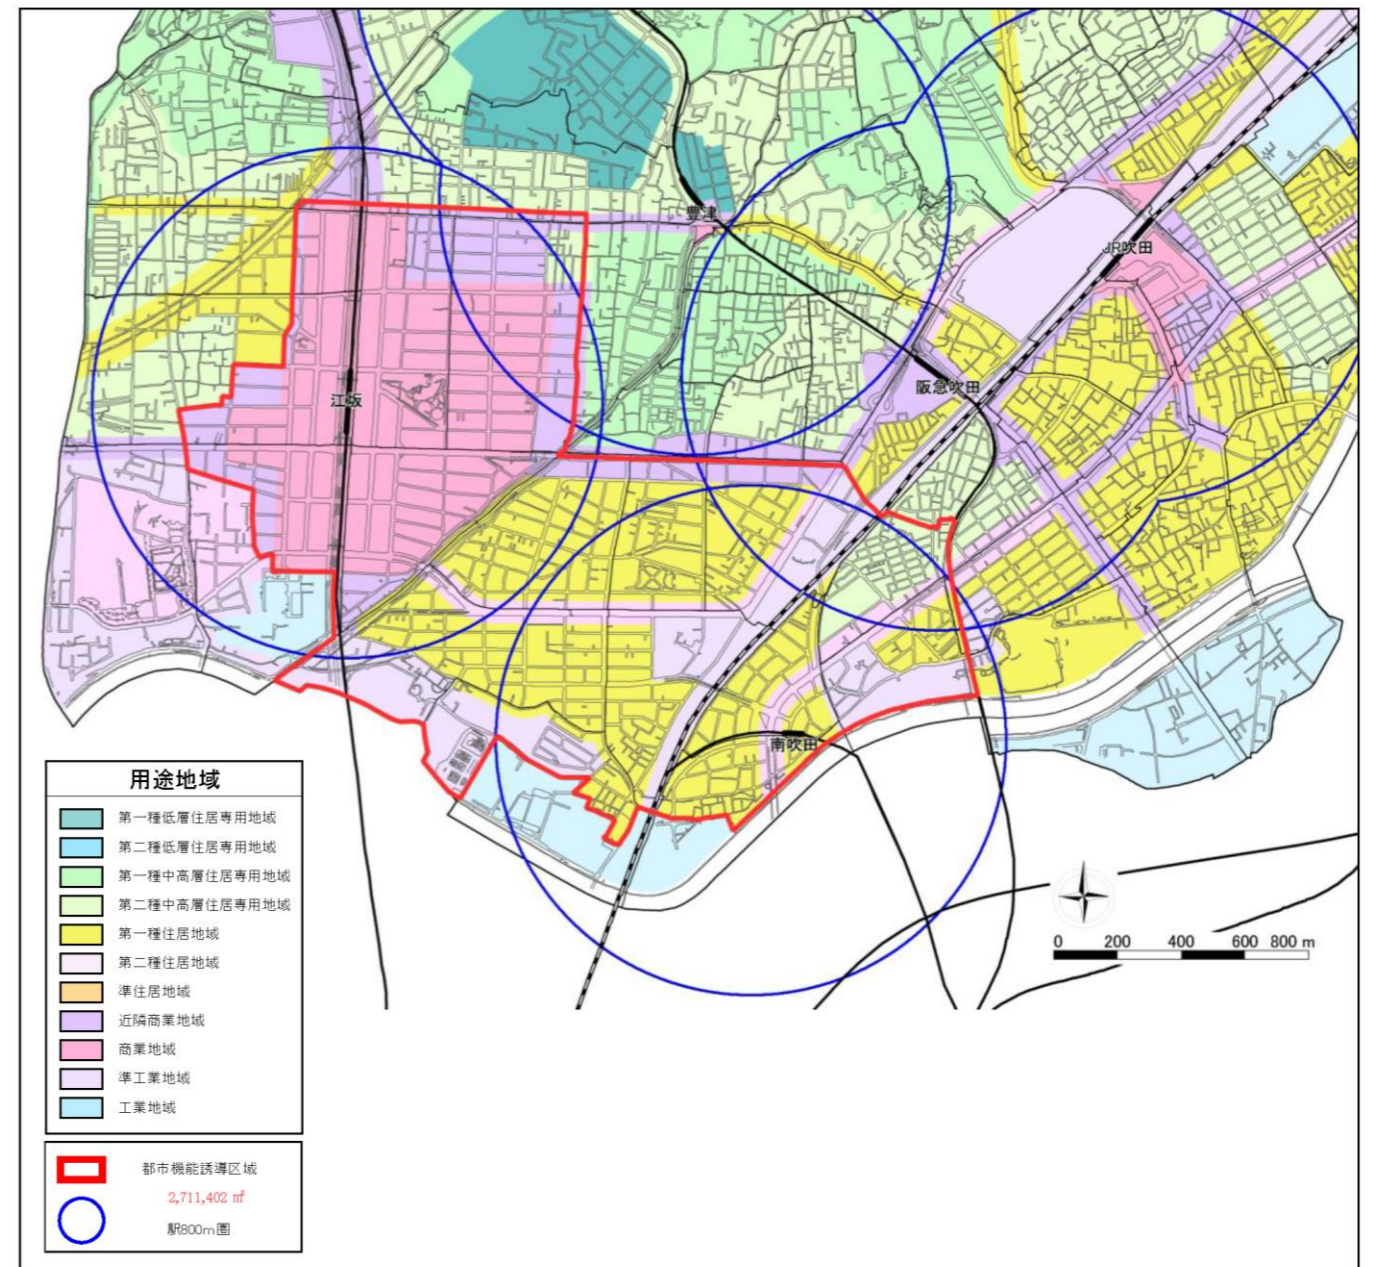 豊津
JR吹田
阪急吹田
江坂
南吹田
用途地域
第一種低層住居専用地域
第二種低層住居専用地域
第一種中高層住居専用地域
第二種中高層住居専用地域
第一種住居地域
第二種住居地域
準住居地域
近隣商業地域
商業地域
準工業地域
工業地域
都市機能誘導区域
2,711,402 ㎡
駅800m圏
0 200 400 600 800 m